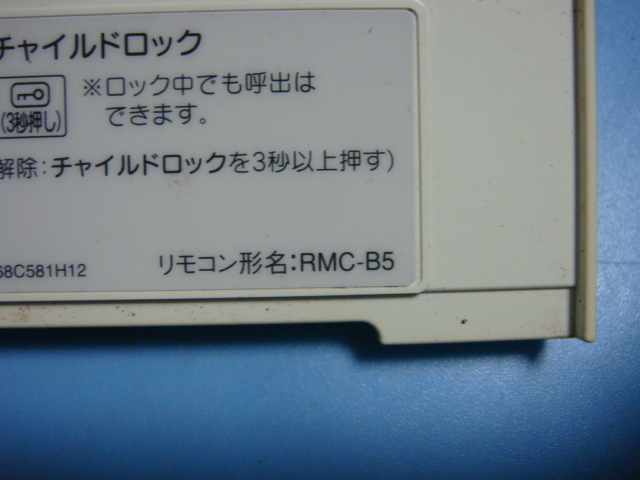 チャイルドロック
※ロック中でも呼出は
できます。
(3秒押し)
解除:チャイルドロックを3秒以上押す)
68C581H12
リモコン形名:RMC-B5